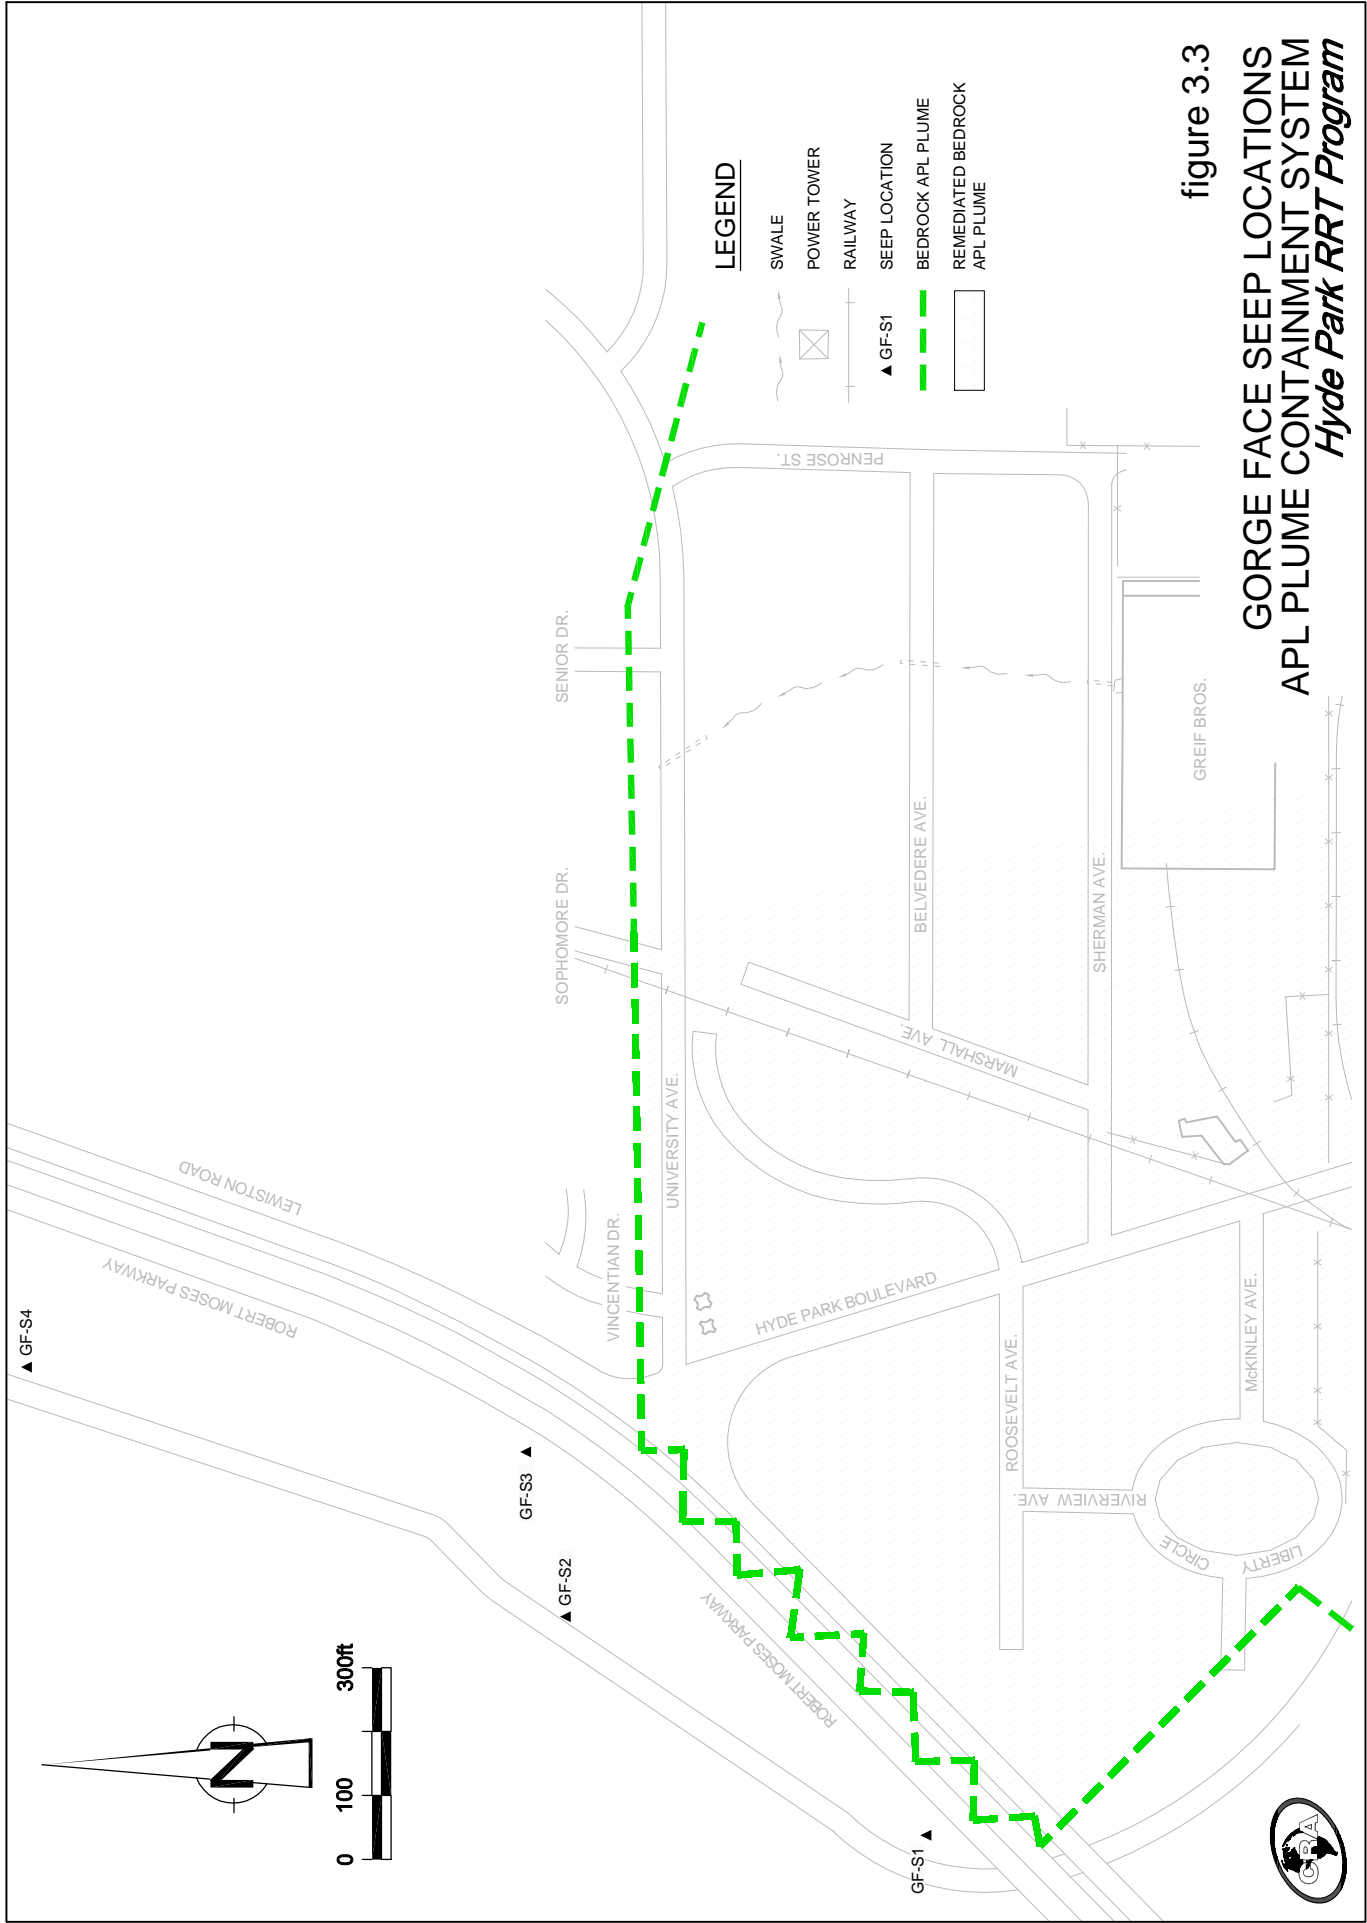 GF-S4
LEWISTON ROAD
ROBERT MOSES PARKWAY
GF-S3
GF-S2
GF-S1
ROBERT MOSES PARKWAY
N
0 100 300ft
SENIOR DR.
SOPHOMORE DR.
VINCENTIAN DR.
UNIVERSITY AVE.
PENROSE ST.
BELVEDERE AVE.
SHERMAN AVE.
MARSHALL AVE.
HYDE PARK BOULEVARD
ROOSEVELT AVE.
RIVERVIEW AVE.
McKINLEY AVE.
LIBERTY
CIRCLE
GREIF BROS.
LEGEND
SWALE
POWER TOWER
RAILWAY
GF-S1
SEEP LOCATION
BEDROCK APL PLUME
REMEDIATED BEDROCK
APL PLUME
figure 3.3
GORGE FACE SEEP LOCATIONS
APL PLUME CONTAINMENT SYSTEM
Hyde Park RRT Program
CRA